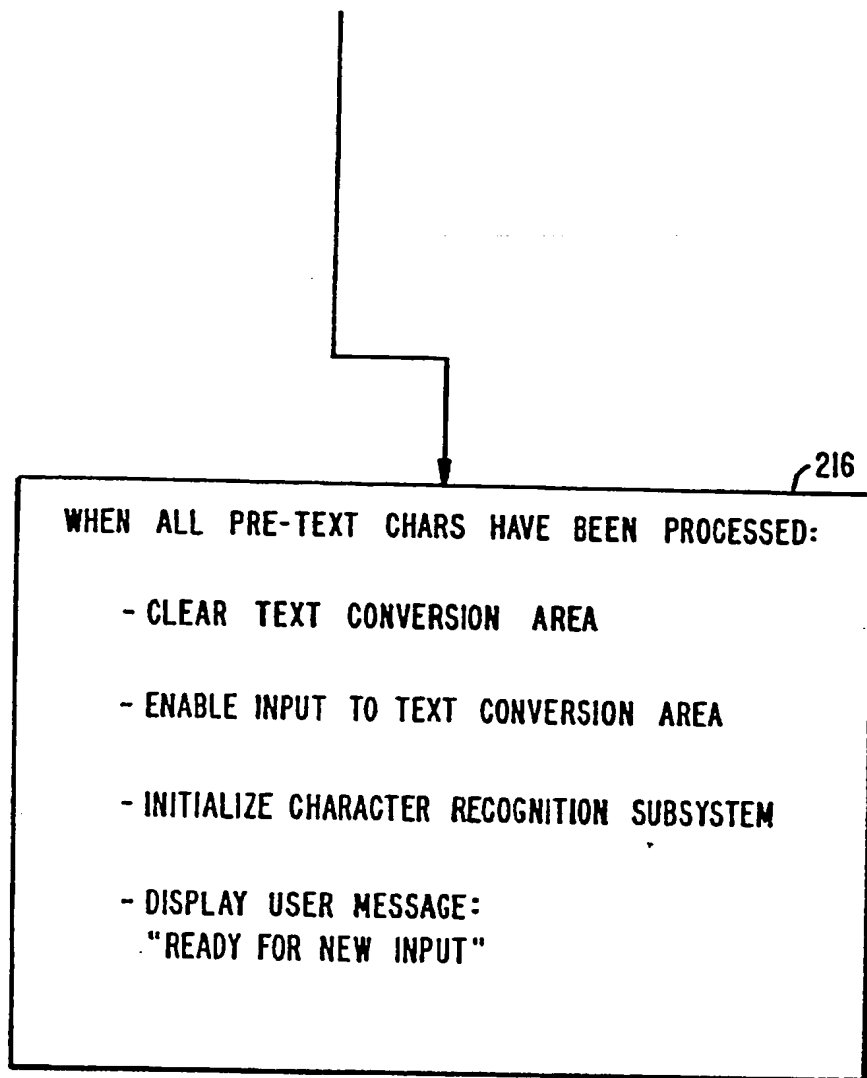 216
WHEN ALL PRE-TEXT CHARS HAVE BEEN PROCESSED:
- CLEAR TEXT CONVERSION AREA
- ENABLE INPUT TO TEXT CONVERSION AREA
- INITIALIZE CHARACTER RECOGNITION SUBSYSTEM
- DISPLAY USER MESSAGE:
"READY FOR NEW INPUT"